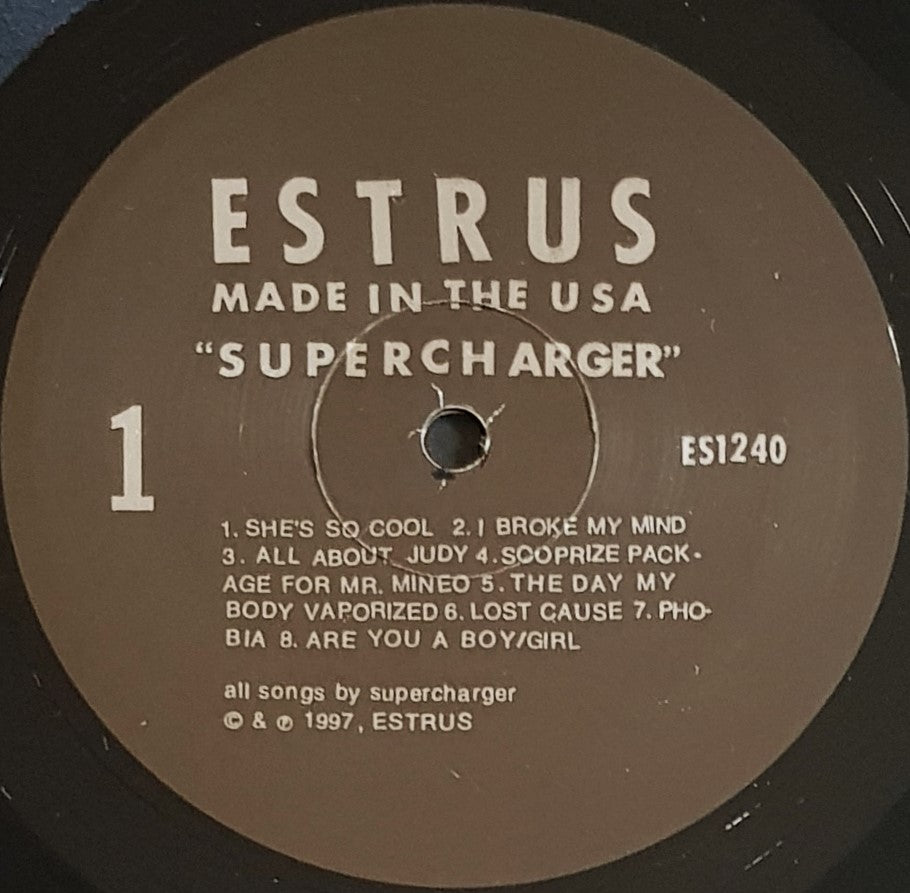 ESTRUS
MADE IN THE USA
“SUPERCHARGER”
1
ES1240
1. SHE'S SO COOL 2. I BROKE MY MIND
3. ALL ABOUT JUDY 4. SCOPRIZE PACK-
AGE FOR MR. MINEO 5. THE DAY MY
BODY VAPORIZED 6. LOST CAUSE 7. PHO-
BIA 8. ARE YOU A BOY/GIRL
all songs by supercharger
© & ℗ 1997, ESTRUS